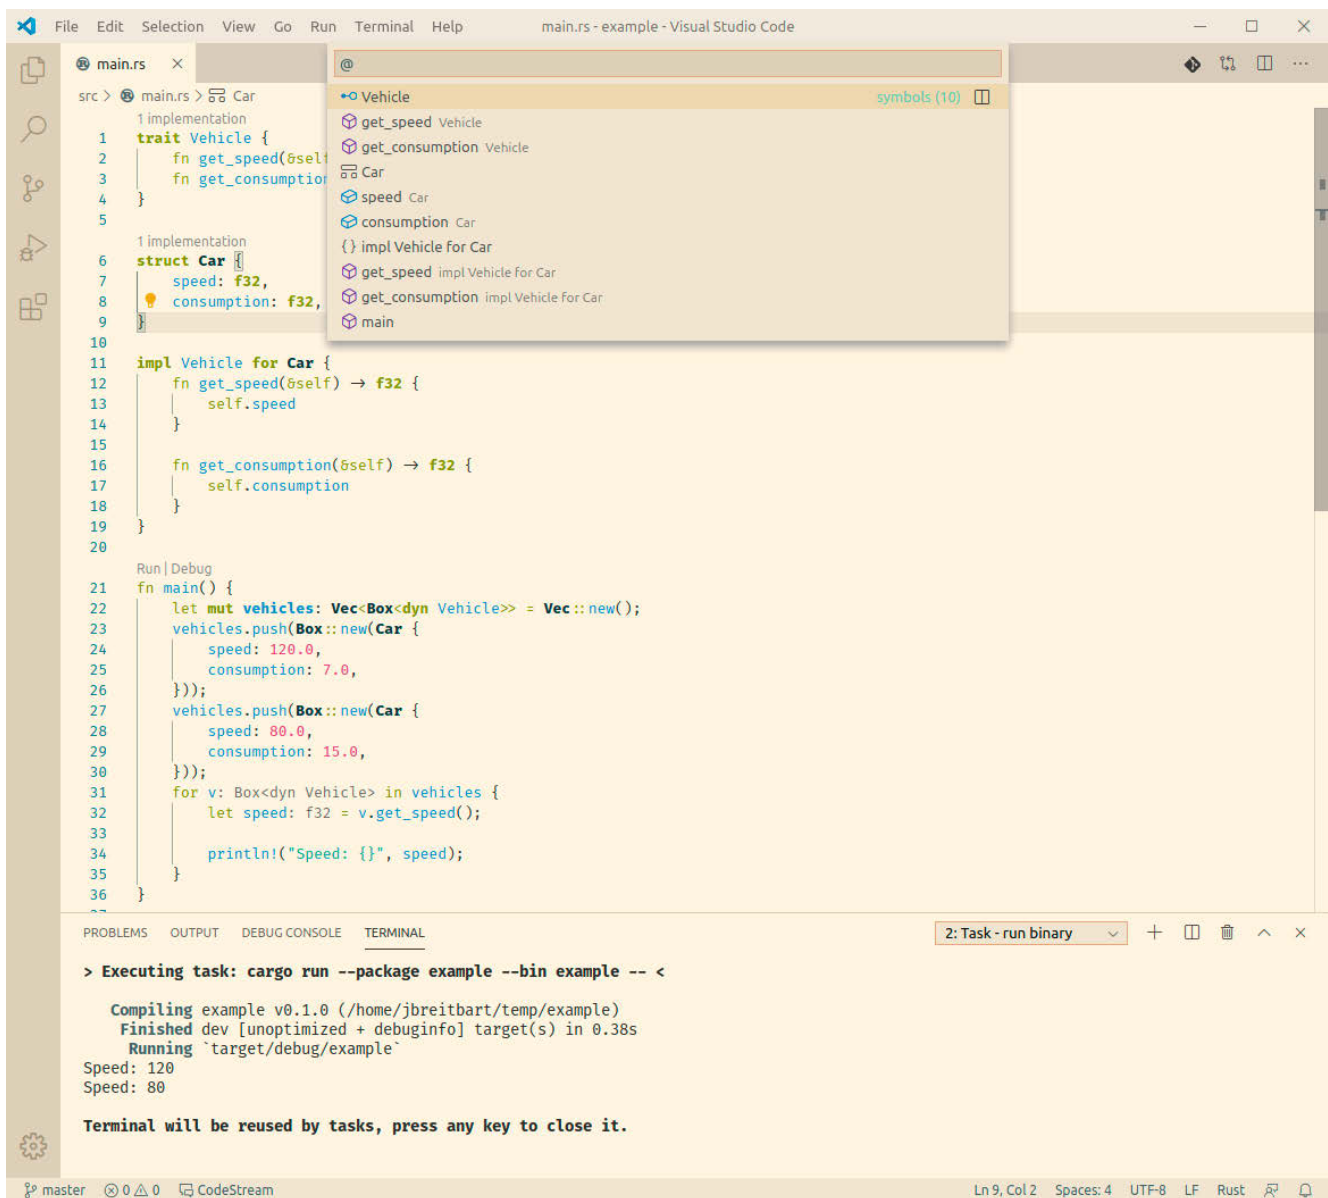 File Edit Selection View Go Run Terminal Help main.rs - example - Visual Studio Code
main.rs
@
src > main.rs > Car
Vehicle symbols (10)
get_speed Vehicle
get_consumption Vehicle
Car
speed Car
consumption Car
{} impl Vehicle for Car
get_speed impl Vehicle for Car
get_consumption impl Vehicle for Car
main
1 implementation
1 trait Vehicle {
2 fn get_speed(&self
3 fn get_consumption
4 }
5
1 implementation
6 struct Car {
7 speed: f32,
8 consumption: f32,
9 }
10
11 impl Vehicle for Car {
12 fn get_speed(&self) → f32 {
13 self.speed
14 }
15
16 fn get_consumption(&self) → f32 {
17 self.consumption
18 }
19 }
20
Run | Debug
21 fn main() {
22 let mut vehicles: Vec<Box<dyn Vehicle>> = Vec::new();
23 vehicles.push(Box::new(Car {
24 speed: 120.0,
25 consumption: 7.0,
26 }));
27 vehicles.push(Box::new(Car {
28 speed: 80.0,
29 consumption: 15.0,
30 }));
31 for v: Box<dyn Vehicle> in vehicles {
32 let speed: f32 = v.get_speed();
33
34 println!("Speed: {}", speed);
35 }
36 }
PROBLEMS OUTPUT DEBUG CONSOLE TERMINAL 2: Task - run binary
> Executing task: cargo run --package example --bin example -- <
Compiling example v0.1.0 (/home/jbreitbart/temp/example)
Finished dev [unoptimized + debuginfo] target(s) in 0.38s
Running `target/debug/example`
Speed: 120
Speed: 80
Terminal will be reused by tasks, press any key to close it.
master 0 0 CodeStream Ln 9, Col 2 Spaces: 4 UTF-8 LF Rust